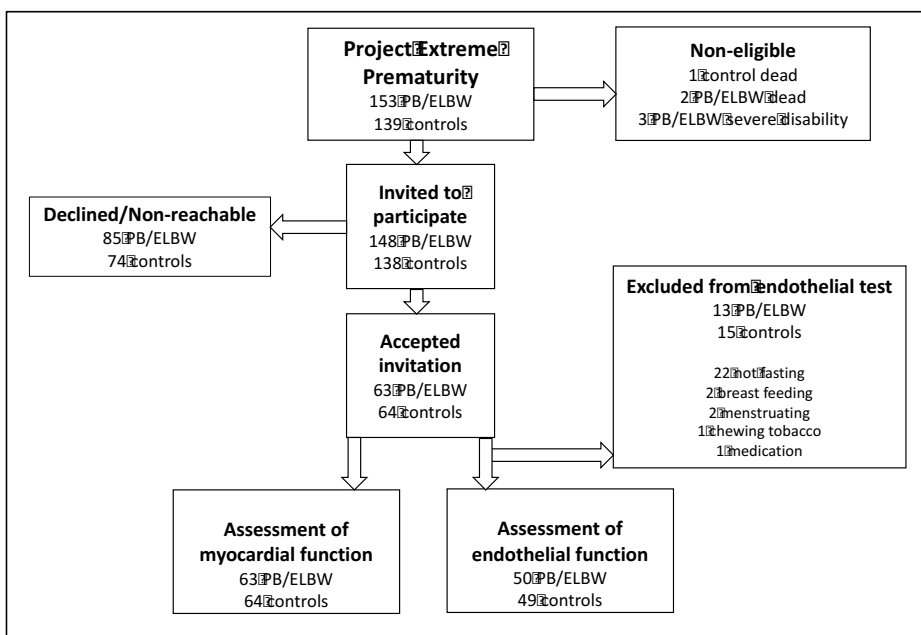 Project Extreme
Prematurity
153 PB/ELBW
139 controls
Non-eligible
1 control dead
2 PB/ELBW dead
3 PB/ELBW severe disability
Invited to
participate
148 PB/ELBW
138 controls
Declined/Non-reachable
85 PB/ELBW
74 controls
Accepted
invitation
63 PB/ELBW
64 controls
Excluded from endothelial test
13 PB/ELBW
15 controls
22 not fasting
2 breast feeding
2 menstruating
1 chewing tobacco
1 medication
Assessment of
myocardial function
63 PB/ELBW
64 controls
Assessment of
endothelial function
50 PB/ELBW
49 controls